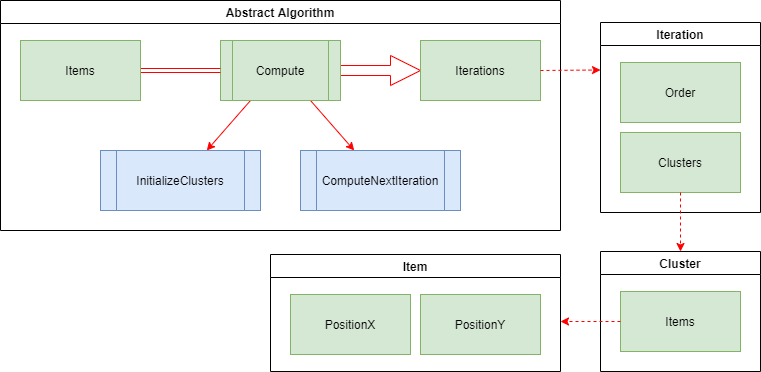 Abstract Algorithm
Items
Compute
Iterations
InitializeClusters
ComputeNextIteration
Iteration
Order
Clusters
Cluster
Items
Item
PositionX
PositionY